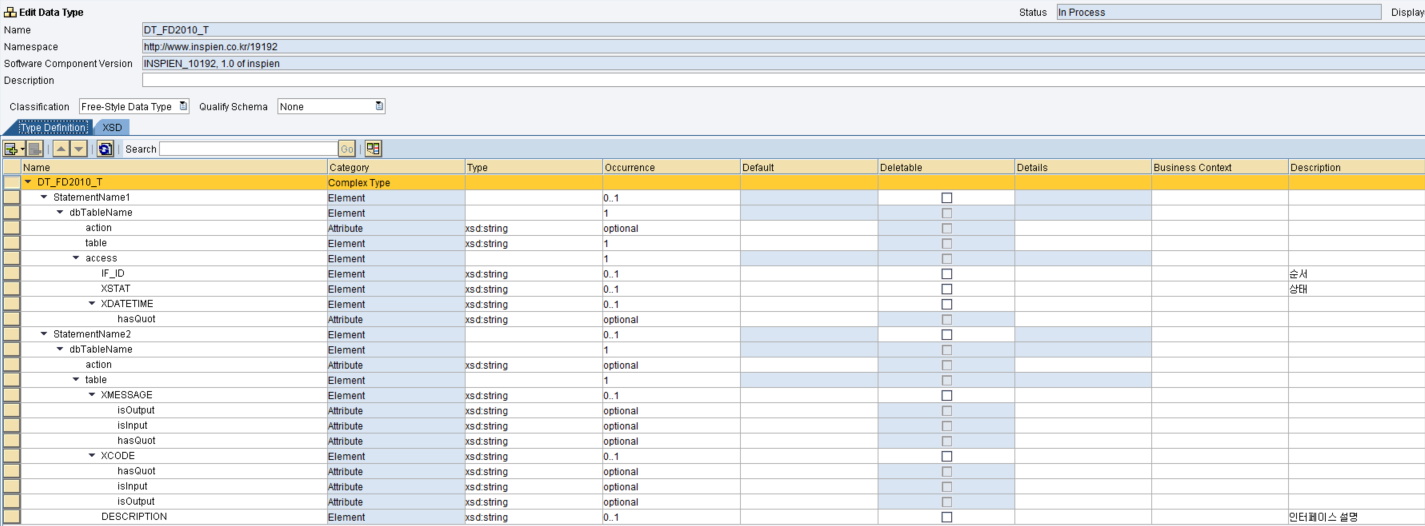 Edit Data Type
Status In Process Display
Name DT_FD2010_T
Namespace http://www.inspien.co.kr/19192
Software Component Version INSPIEN_10192, 1.0 of inspien
Description
Classification Free-Style Data Type Qualify Schema None
Type Definition XSD
Search Go
Name Category Type Occurrence Default Deletable Details Business Context Description
DT_FD2010_T Complex Type
StatementName1 Element 0..1
dbTableName Element 1
action Attribute xsd:string optional
table Element xsd:string 1
access Element 1
IF_ID Element xsd:string 0..1 순서
XSTAT Element xsd:string 0..1 상태
XDATETIME Element xsd:string 0..1
hasQuot Attribute xsd:string optional
StatementName2 Element 0..1
dbTableName Element 1
action Attribute xsd:string optional
table Element 1
XMESSAGE Element xsd:string 0..1
isOutput Attribute xsd:string optional
isInput Attribute xsd:string optional
hasQuot Attribute xsd:string optional
XCODE Element xsd:string 0..1
hasQuot Attribute xsd:string optional
isInput Attribute xsd:string optional
isOutput Attribute xsd:string optional
DESCRIPTION Element xsd:string 0..1 인터페이스 설명